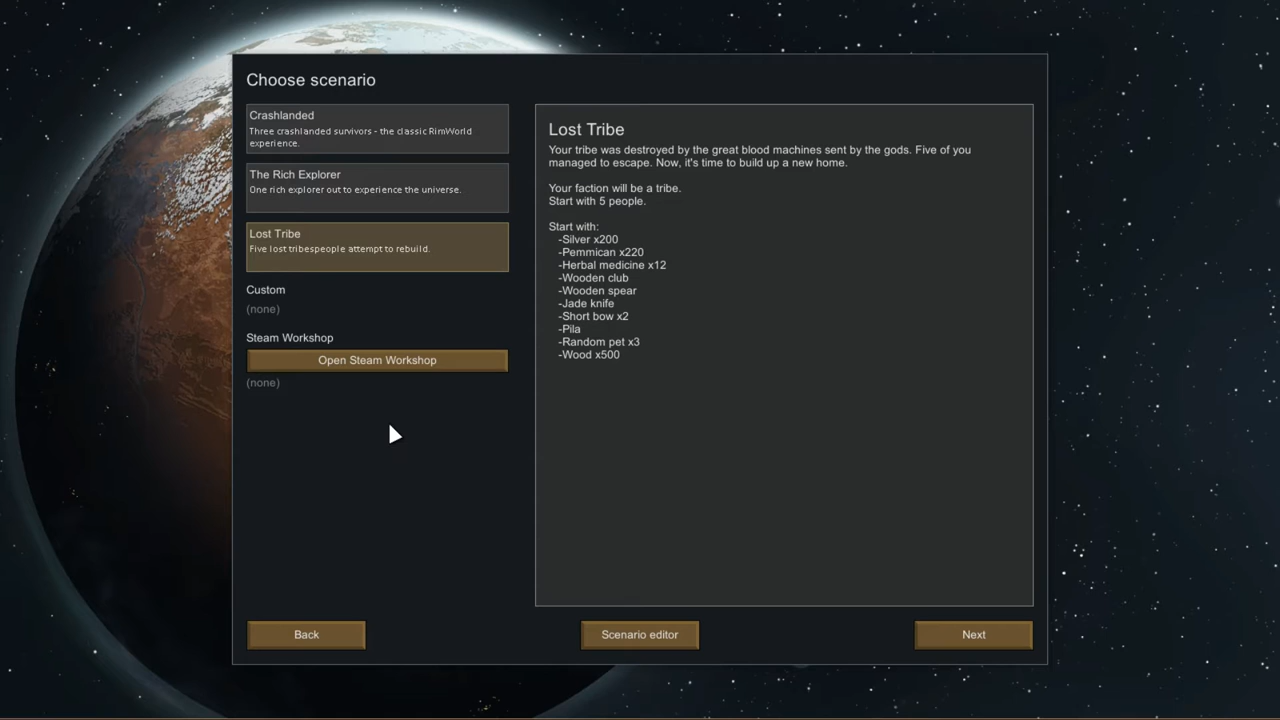 Choose scenario
Crashlanded
Three crashlanded survivors - the classic RimWorld
experience.
The Rich Explorer
One rich explorer out to experience the universe.
Lost Tribe
Five lost tribespeople attempt to rebuild.
Custom
(none)
Steam Workshop
Open Steam Workshop
(none)
Lost Tribe
Your tribe was destroyed by the great blood machines sent by the gods. Five of you
managed to escape. Now, it's time to build up a new home.
Your faction will be a tribe.
Start with 5 people.
Start with:
-Silver x200
-Pemmican x220
-Herbal medicine x12
-Wooden club
-Wooden spear
-Jade knife
-Short bow x2
-Pila
-Random pet x3
-Wood x500
Back
Scenario editor
Next